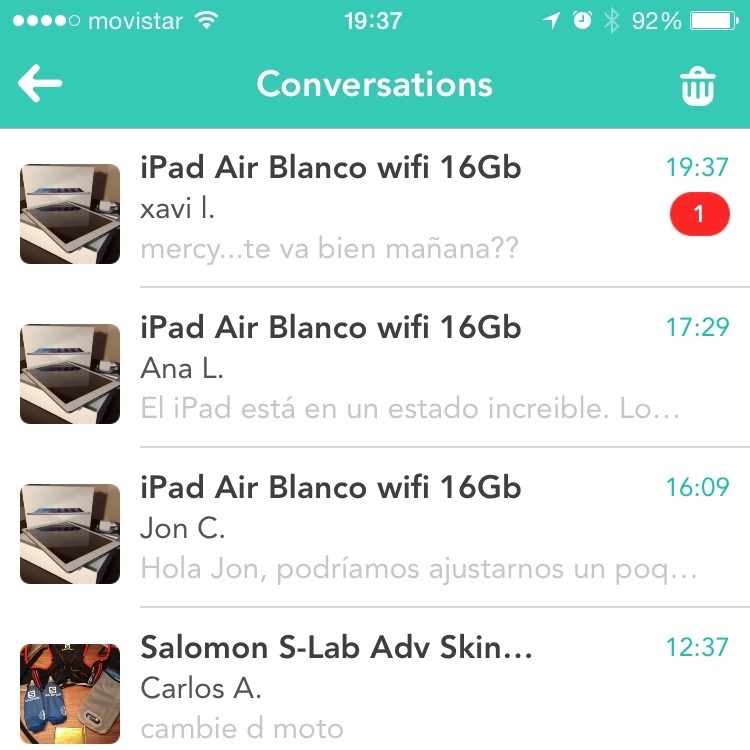 movistar 19:37 92%
Conversations
iPad Air Blanco wifi 16Gb 19:37
xavi l. 1
mercy...te va bien mañana??
iPad Air Blanco wifi 16Gb 17:29
Ana L.
El iPad está en un estado increible. Lo...
iPad Air Blanco wifi 16Gb 16:09
Jon C.
Hola Jon, podríamos ajustarnos un poq...
Salomon S-Lab Adv Skin... 12:37
Carlos A.
cambie d moto